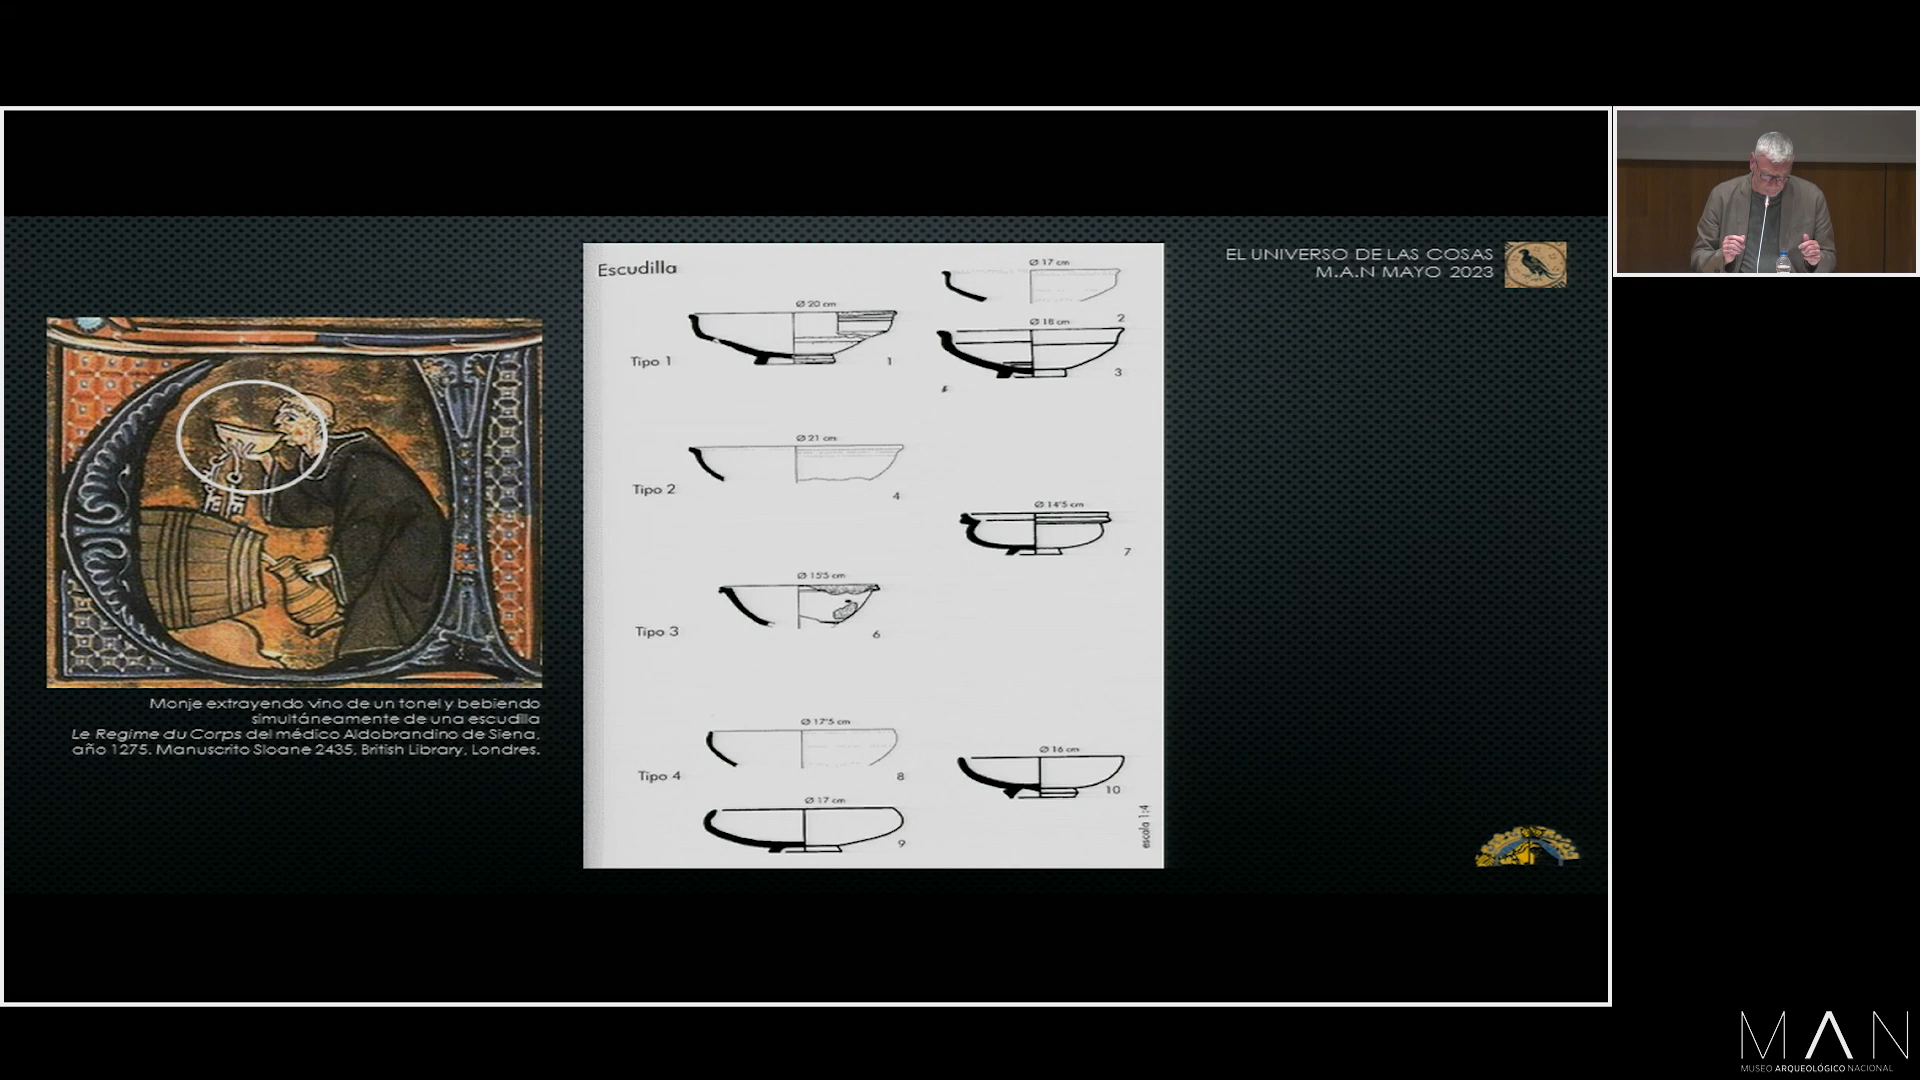 EL UNIVERSO DE LAS COSAS
M.A.N MAYO 2023
Monje extrayendo vino de un tonel y bebiendo
simultáneamente de una escudilla
Le Regime du Corps del médico Aldobrandino de Siena,
año 1275. Manuscrito Sloane 2435, British Library, Londres.
Escudilla
Ø 17 cm
2
Ø 20 cm
Tipo 1
1
Ø 18 cm
3
Ø 21 cm
Tipo 2
4
Ø 14'5 cm
7
Ø 15'5 cm
Tipo 3
6
Ø 17'5 cm
Tipo 4
8
Ø 16 cm
10
Ø 17 cm
9
escala 1:4
MAN
MUSEO ARQUEOLÓGICO NACIONAL